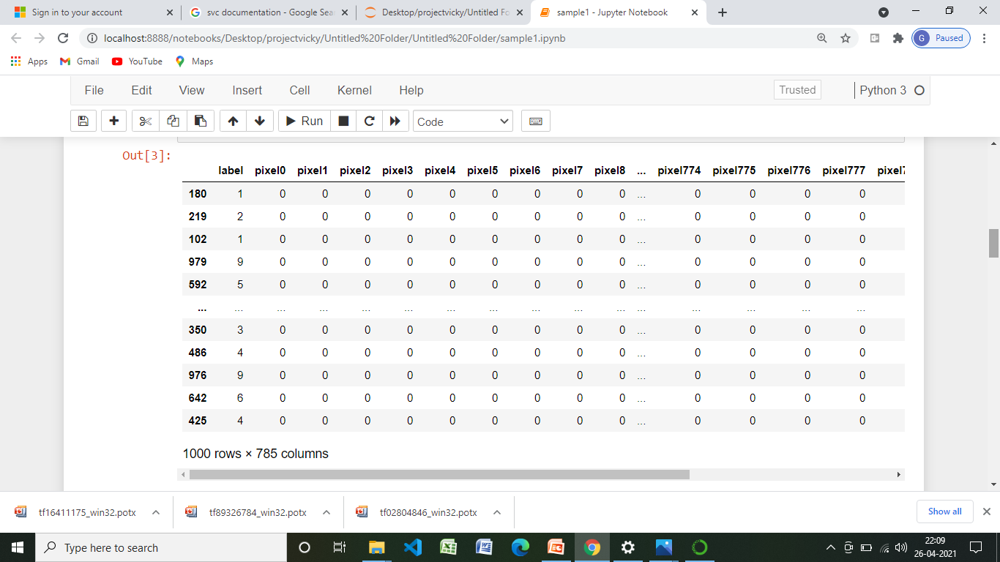 Sign in to your account
svc documentation - Google Sea
Desktop/projectvicky/Untitled Fo
sample1 - Jupyter Notebook
localhost:8888/notebooks/Desktop/projectvicky/Untitled%20Folder/Untitled%20Folder/sample1.ipynb
G Paused
Apps Gmail YouTube Maps
File Edit View Insert Cell Kernel Help Trusted Python 3
Run Code
Out[3]:
label pixel0 pixel1 pixel2 pixel3 pixel4 pixel5 pixel6 pixel7 pixel8 ... pixel774 pixel775 pixel776 pixel777 pixel7
180 1 0 0 0 0 0 0 0 0 0 ... 0 0 0 0
219 2 0 0 0 0 0 0 0 0 0 ... 0 0 0 0
102 1 0 0 0 0 0 0 0 0 0 ... 0 0 0 0
979 9 0 0 0 0 0 0 0 0 0 ... 0 0 0 0
592 5 0 0 0 0 0 0 0 0 0 ... 0 0 0 0
... ... ... ... ... ... ... ... ... ... ... ... ... ... ... ...
350 3 0 0 0 0 0 0 0 0 0 ... 0 0 0 0
486 4 0 0 0 0 0 0 0 0 0 ... 0 0 0 0
976 9 0 0 0 0 0 0 0 0 0 ... 0 0 0 0
642 6 0 0 0 0 0 0 0 0 0 ... 0 0 0 0
425 4 0 0 0 0 0 0 0 0 0 ... 0 0 0 0
1000 rows × 785 columns
tf16411175_win32.potx
tf89326784_win32.potx
tf02804846_win32.potx
Show all
Type here to search
22:09
26-04-2021